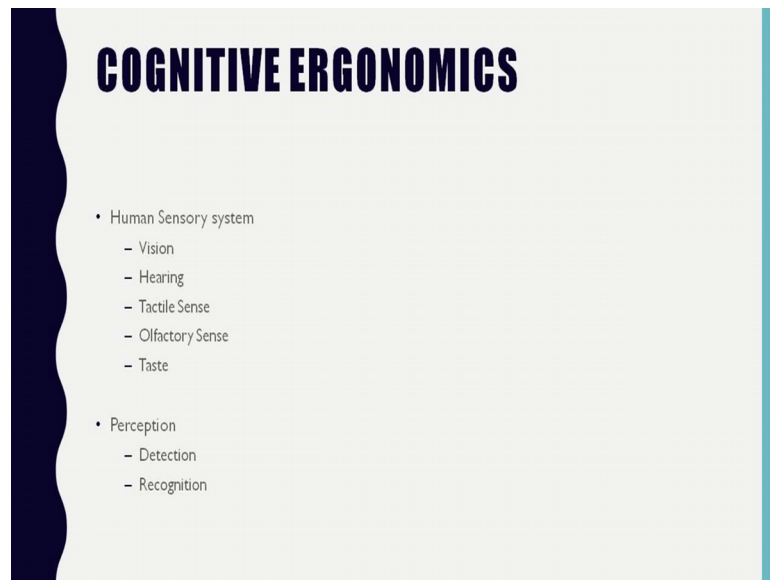 COGNITIVE ERGONOMICS
• Human Sensory system
– Vision
– Hearing
– Tactile Sense
– Olfactory Sense
– Taste
• Perception
– Detection
– Recognition